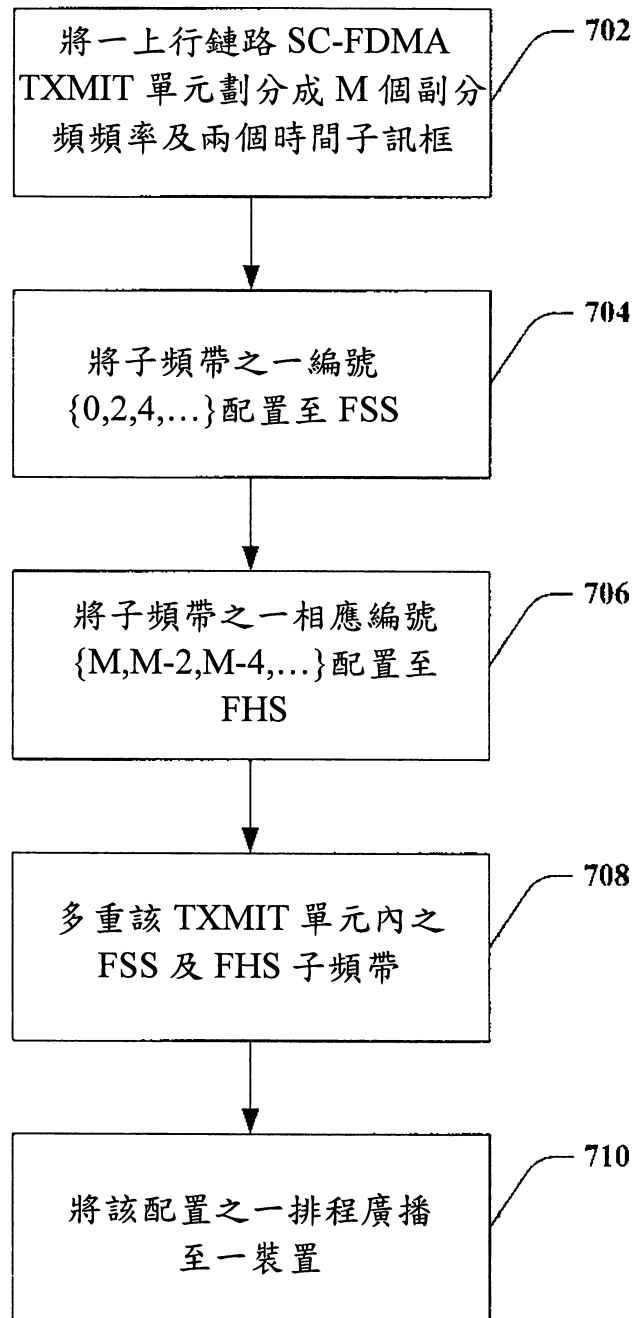 將一上行鏈路 SC-FDMA
TXMIT 單元劃分成 M 個副分
頻頻率及兩個時間子訊框
702
將子頻帶之一編號
{0,2,4,…}配置至 FSS
704
將子頻帶之一相應編號
{M,M-2,M-4,…}配置至
FHS
706
多重該 TXMIT 單元內之
FSS 及 FHS 子頻帶
708
將該配置之一排程廣播
至一裝置
710